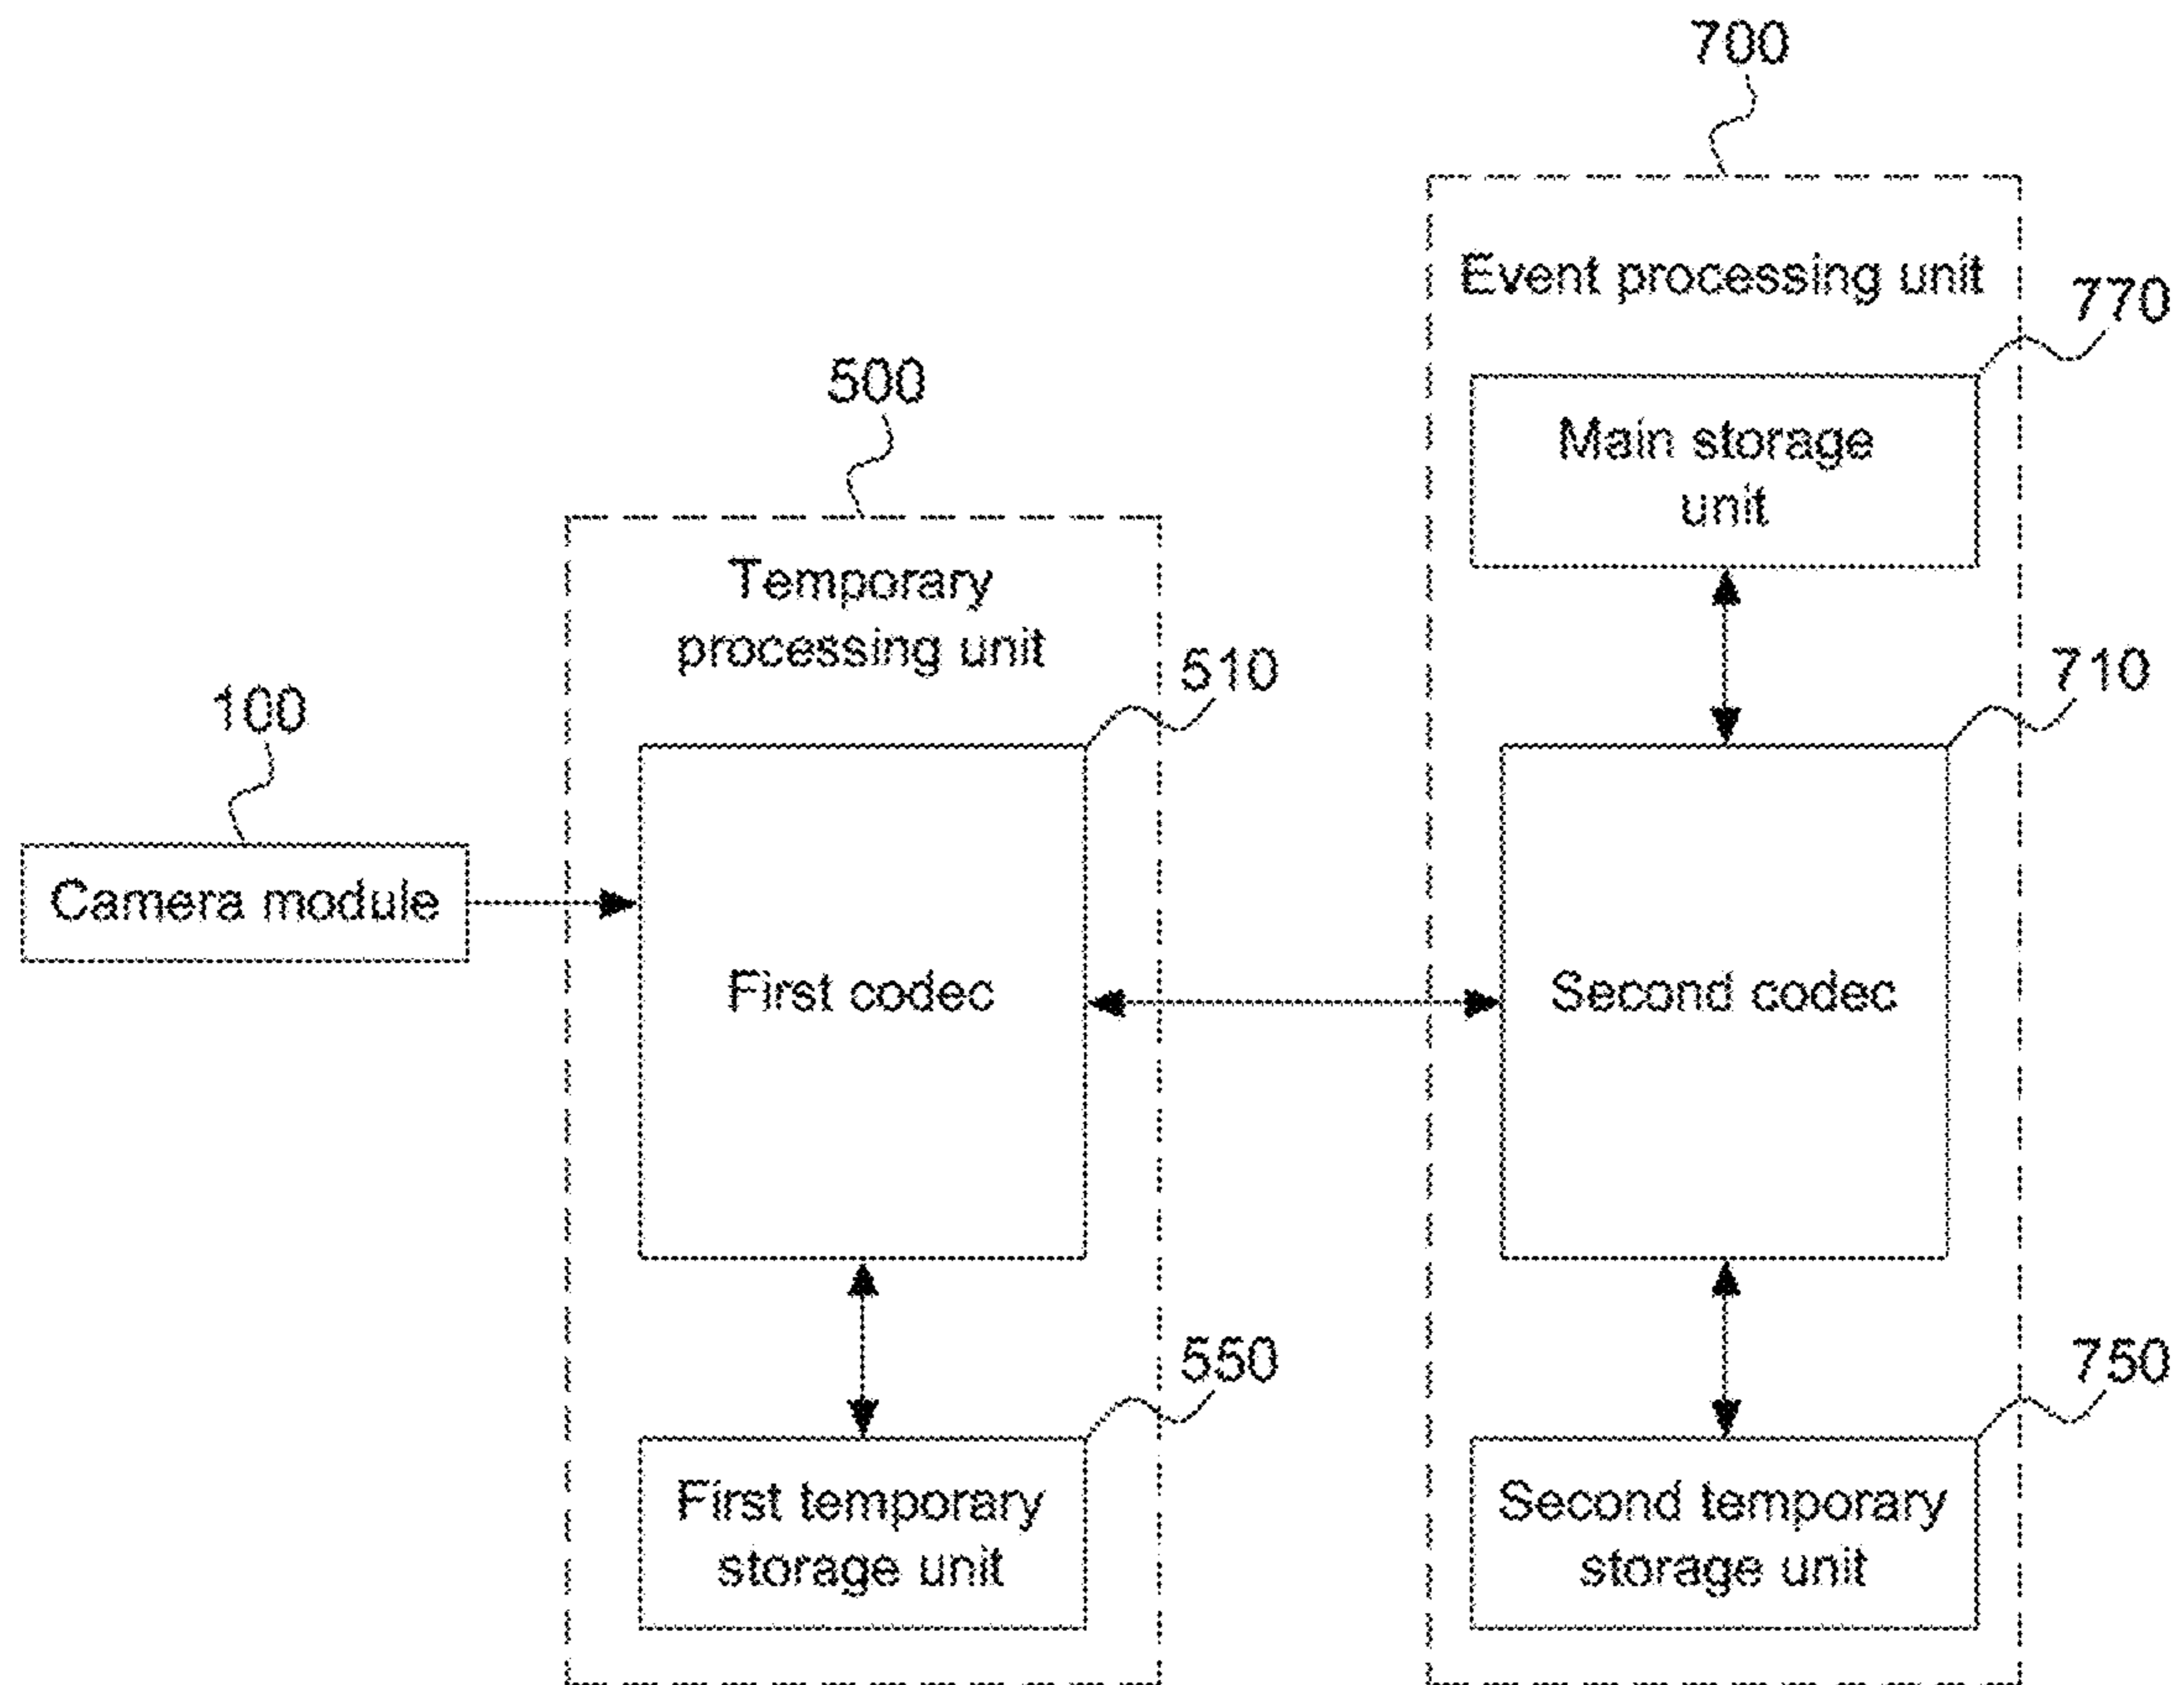 700
Event processing unit
770
Main storage
unit
500
Temporary
processing unit
510
710
100
Camera module
First codec
Second codec
550
750
First temporary
storage unit
Second temporary
storage unit